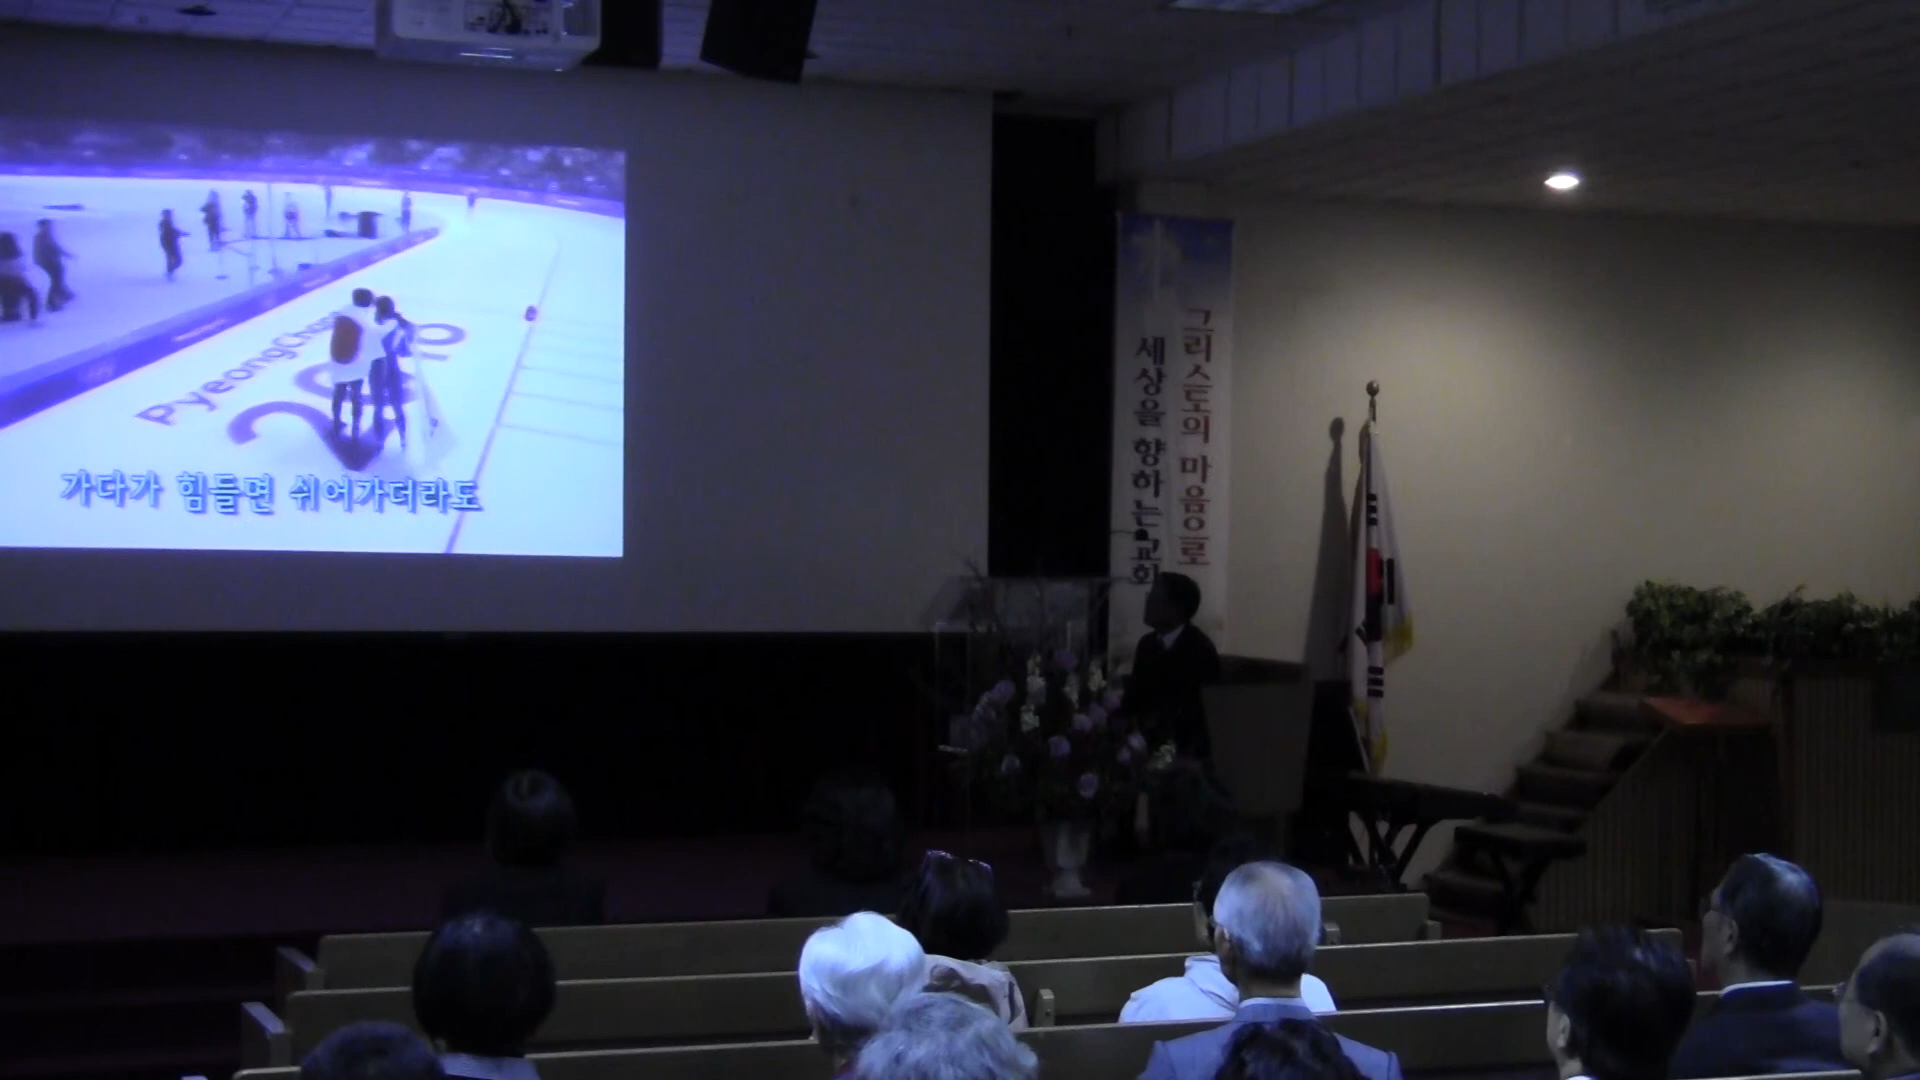 PyeongChang
2018
가다가 힘들면 쉬어가더라도
그리스도의 마음으로
세상을 향하는 교회